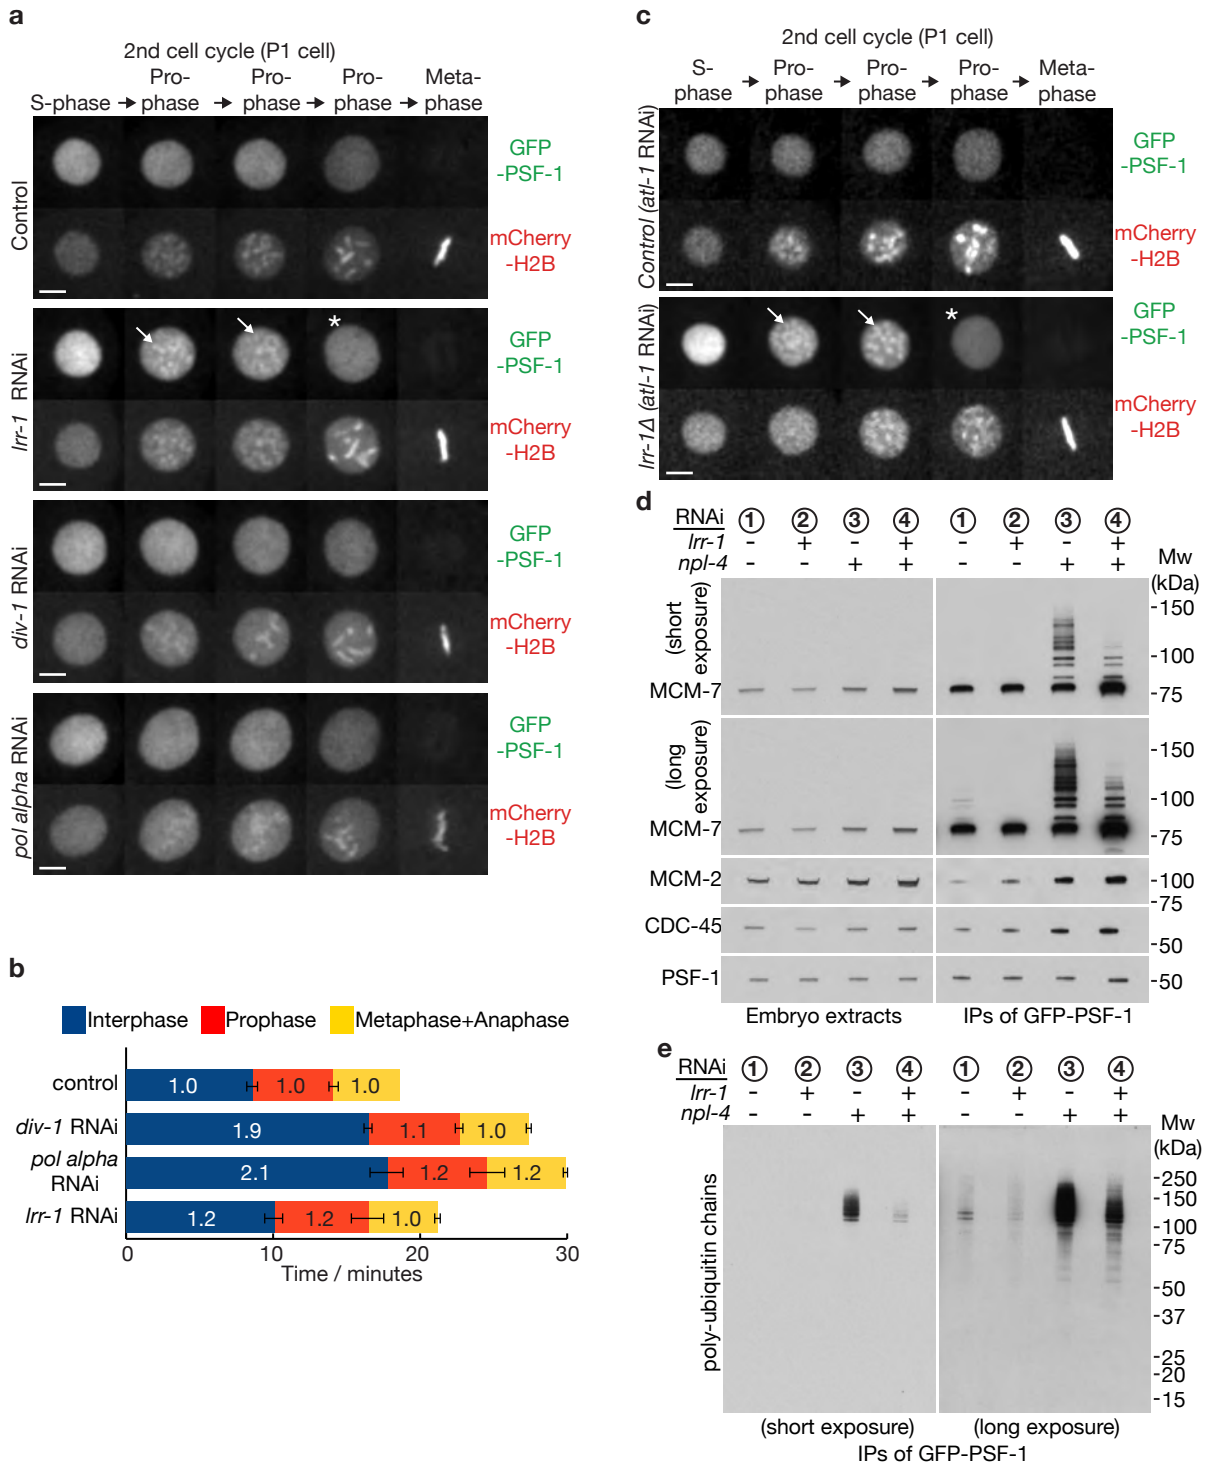 a
2nd cell cycle (P1 cell)
S-phase → Pro-phase → Pro-phase → Pro-phase → Meta-phase
Control
GFP
-PSF-1
mCherry
-H2B
lrr-1 RNAi
*
GFP
-PSF-1
mCherry
-H2B
div-1 RNAi
GFP
-PSF-1
mCherry
-H2B
pol alpha RNAi
GFP
-PSF-1
mCherry
-H2B
b
Interphase Prophase Metaphase+Anaphase
control 1.0 1.0 1.0
div-1 RNAi 1.9 1.1 1.0
pol alpha
RNAi 2.1 1.2 1.2
lrr-1 RNAi 1.2 1.2 1.0
0 10 20 30
Time / minutes
c
2nd cell cycle (P1 cell)
S-phase → Pro-phase → Pro-phase → Pro-phase → Meta-phase
Control (atl-1 RNAi)
GFP
-PSF-1
mCherry
-H2B
lrr-1Δ (atl-1 RNAi)
*
GFP
-PSF-1
mCherry
-H2B
d
RNAi ① ② ③ ④ ① ② ③ ④
lrr-1 - + - + - + - +
npl-4 - - + + - - + +
Mw
(kDa)
(short
exposure)
MCM-7
-150
-100
-75
(long
exposure)
MCM-7
-150
-100
-75
MCM-2
-100
-75
CDC-45
-50
PSF-1
-50
Embryo extracts IPs of GFP-PSF-1
e
RNAi ① ② ③ ④ ① ② ③ ④
lrr-1 - + - + - + - +
npl-4 - - + + - - + +
Mw
(kDa)
poly-ubiquitin chains
-250
-150
-100
-75
-50
-37
-25
-20
-15
(short exposure) (long exposure)
IPs of GFP-PSF-1